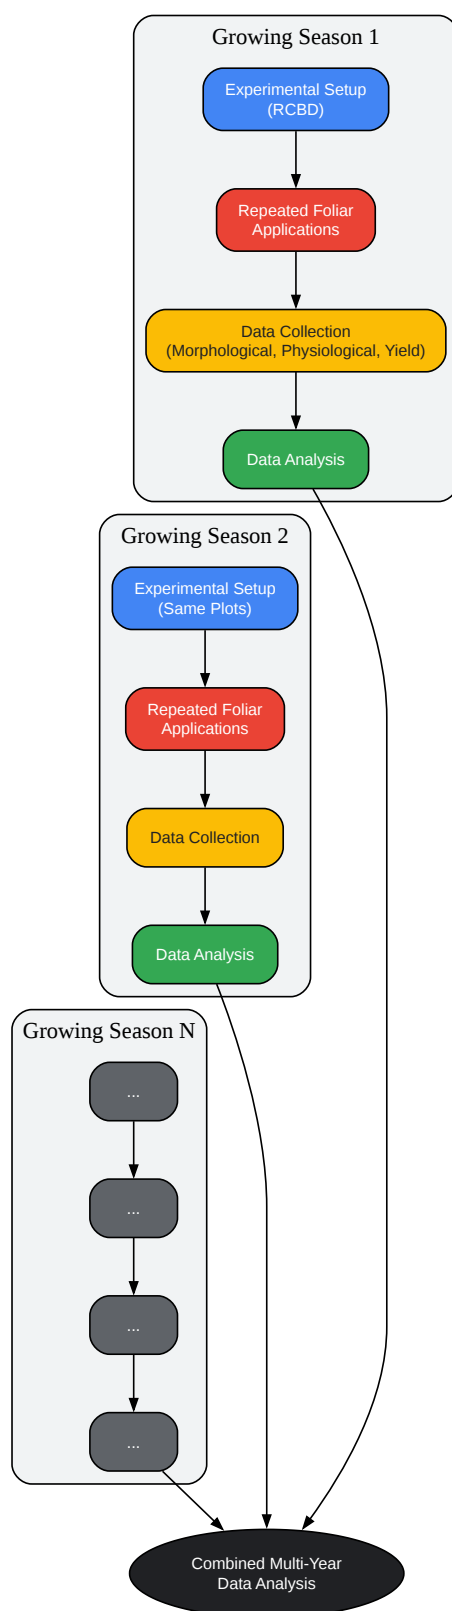 Growing Season 1
Experimental Setup
(RCBD)
Repeated Foliar
Applications
Data Collection
(Morphological, Physiological, Yield)
Data Analysis
Growing Season 2
Experimental Setup
(Same Plots)
Repeated Foliar
Applications
Data Collection
Data Analysis
Growing Season N
...
...
...
...
Combined Multi-Year
Data Analysis